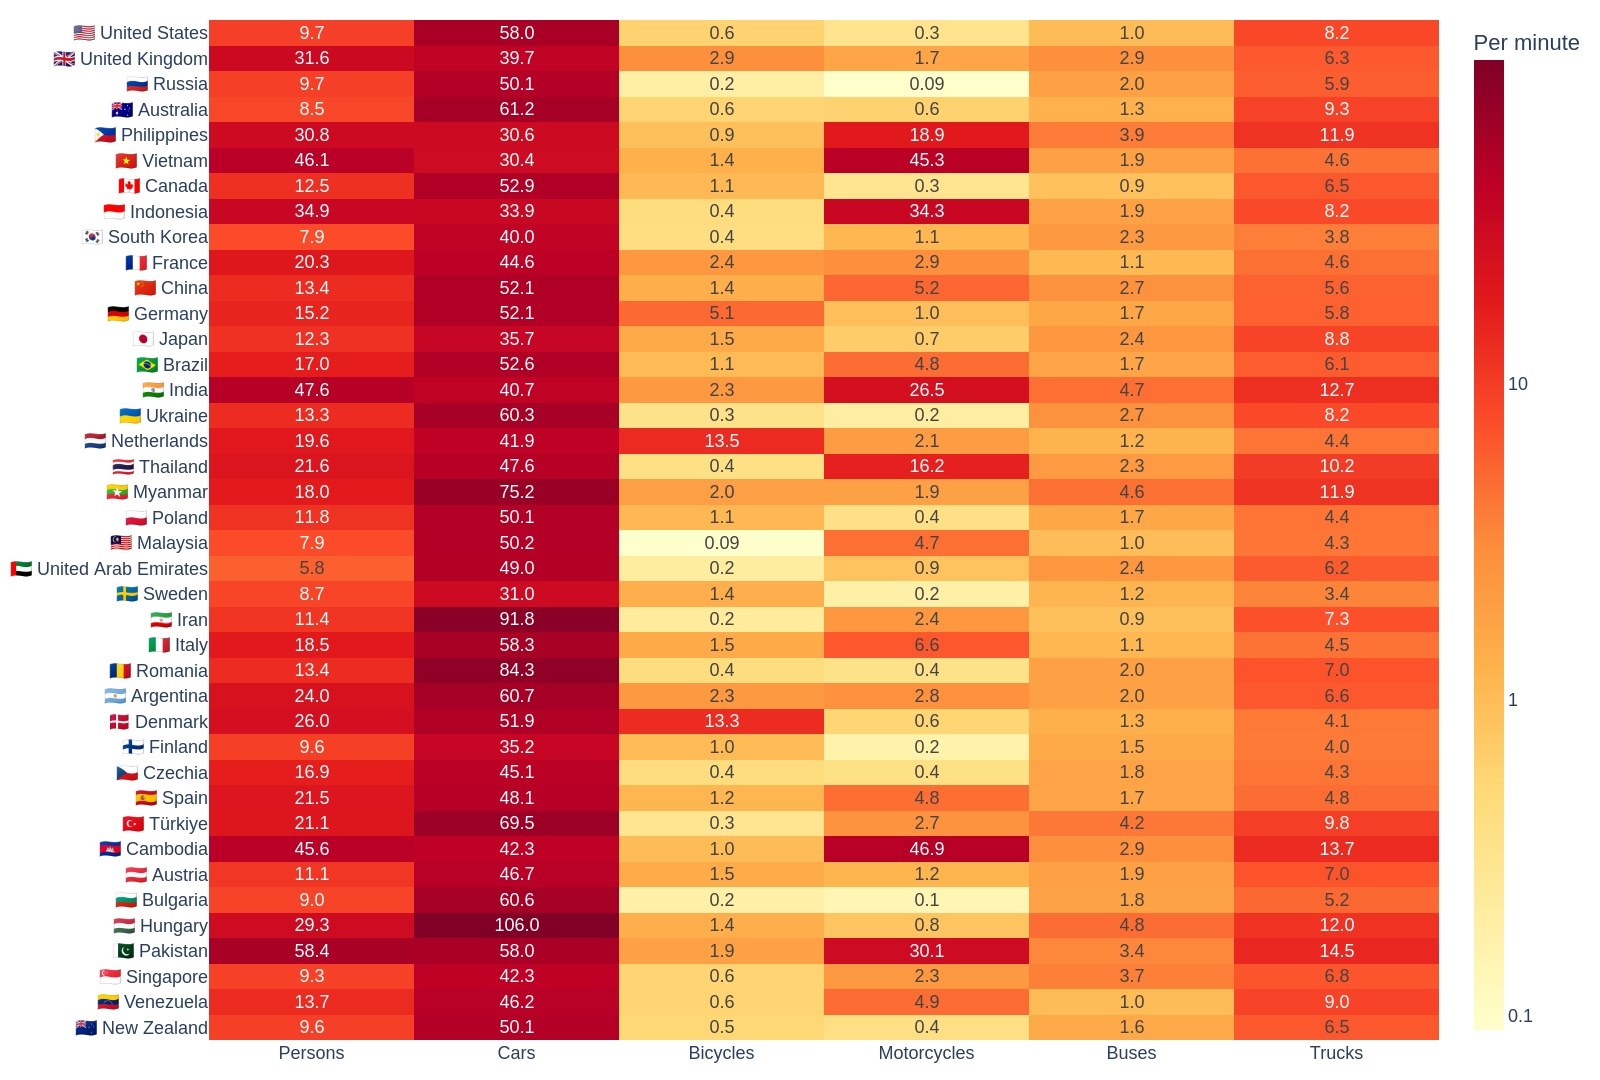 United States 9.7 58.0 0.6 0.3 1.0 8.2
Per minute
United Kingdom 31.6 39.7 2.9 1.7 2.9 6.3
Russia 9.7 50.1 0.2 0.09 2.0 5.9
Australia 8.5 61.2 0.6 0.6 1.3 9.3
Philippines 30.8 30.6 0.9 18.9 3.9 11.9
Vietnam 46.1 30.4 1.4 45.3 1.9 4.6
Canada 12.5 52.9 1.1 0.3 0.9 6.5
Indonesia 34.9 33.9 0.4 34.3 1.9 8.2
South Korea 7.9 40.0 0.4 1.1 2.3 3.8
France 20.3 44.6 2.4 2.9 1.1 4.6
China 13.4 52.1 1.4 5.2 2.7 5.6
Germany 15.2 52.1 5.1 1.0 1.7 5.8
Japan 12.3 35.7 1.5 0.7 2.4 8.8
Brazil 17.0 52.6 1.1 4.8 1.7 6.1
India 47.6 40.7 2.3 26.5 4.7 12.7
10
Ukraine 13.3 60.3 0.3 0.2 2.7 8.2
Netherlands 19.6 41.9 13.5 2.1 1.2 4.4
Thailand 21.6 47.6 0.4 16.2 2.3 10.2
Myanmar 18.0 75.2 2.0 1.9 4.6 11.9
Poland 11.8 50.1 1.1 0.4 1.7 4.4
Malaysia 7.9 50.2 0.09 4.7 1.0 4.3
United Arab Emirates 5.8 49.0 0.2 0.9 2.4 6.2
Sweden 8.7 31.0 1.4 0.2 1.2 3.4
Iran 11.4 91.8 0.2 2.4 0.9 7.3
Italy 18.5 58.3 1.5 6.6 1.1 4.5
Romania 13.4 84.3 0.4 0.4 2.0 7.0
Argentina 24.0 60.7 2.3 2.8 2.0 6.6
1
Denmark 26.0 51.9 13.3 0.6 1.3 4.1
Finland 9.6 35.2 1.0 0.2 1.5 4.0
Czechia 16.9 45.1 0.4 0.4 1.8 4.3
Spain 21.5 48.1 1.2 4.8 1.7 4.8
Türkiye 21.1 69.5 0.3 2.7 4.2 9.8
Cambodia 45.6 42.3 1.0 46.9 2.9 13.7
Austria 11.1 46.7 1.5 1.2 1.9 7.0
Bulgaria 9.0 60.6 0.2 0.1 1.8 5.2
Hungary 29.3 106.0 1.4 0.8 4.8 12.0
Pakistan 58.4 58.0 1.9 30.1 3.4 14.5
Singapore 9.3 42.3 0.6 2.3 3.7 6.8
Venezuela 13.7 46.2 0.6 4.9 1.0 9.0
0.1
New Zealand 9.6 50.1 0.5 0.4 1.6 6.5
Persons Cars Bicycles Motorcycles Buses Trucks